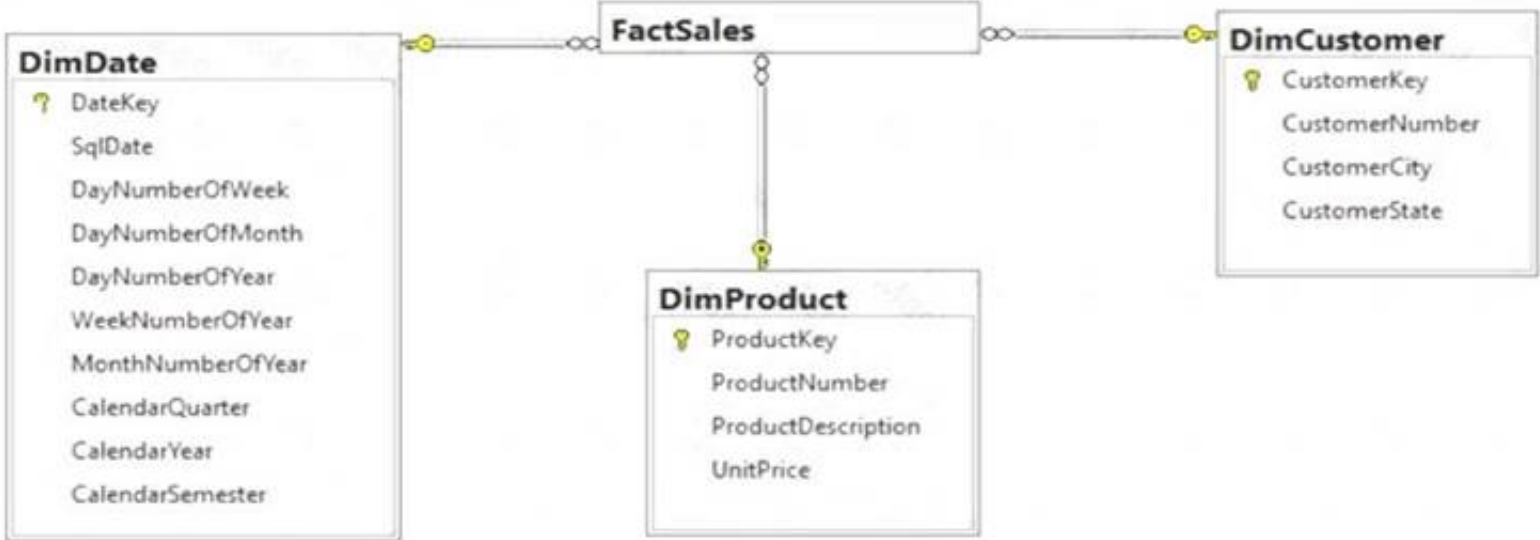 FactSales
DimDate
DateKey
SqlDate
DayNumberOfWeek
DayNumberOfMonth
DayNumberOfYear
WeekNumberOfYear
MonthNumberOfYear
CalendarQuarter
CalendarYear
CalendarSemester
DimProduct
ProductKey
ProductNumber
ProductDescription
UnitPrice
DimCustomer
CustomerKey
CustomerNumber
CustomerCity
CustomerState